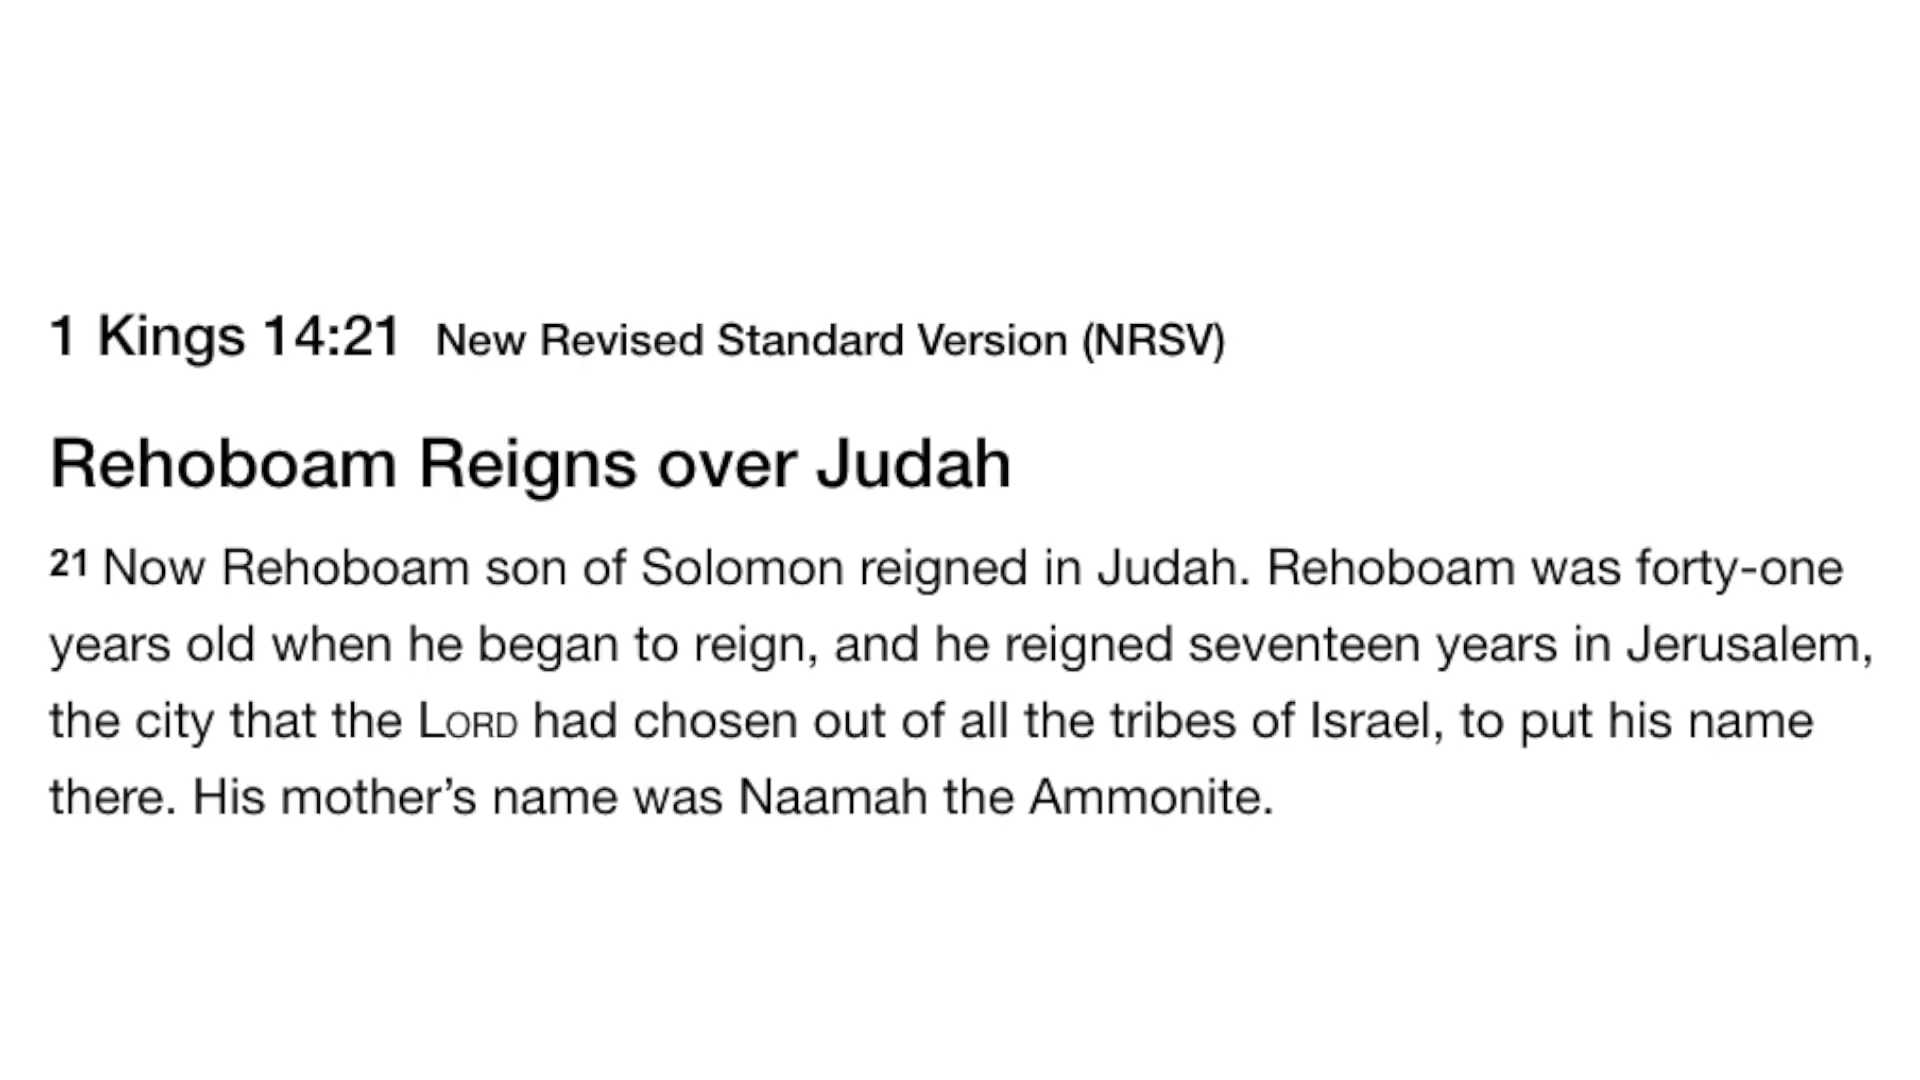 1 Kings 14:21 New Revised Standard Version (NRSV)
Rehoboam Reigns over Judah
21 Now Rehoboam son of Solomon reigned in Judah. Rehoboam was forty-one
years old when he began to reign, and he reigned seventeen years in Jerusalem,
the city that the LORD had chosen out of all the tribes of Israel, to put his name
there. His mother’s name was Naamah the Ammonite.